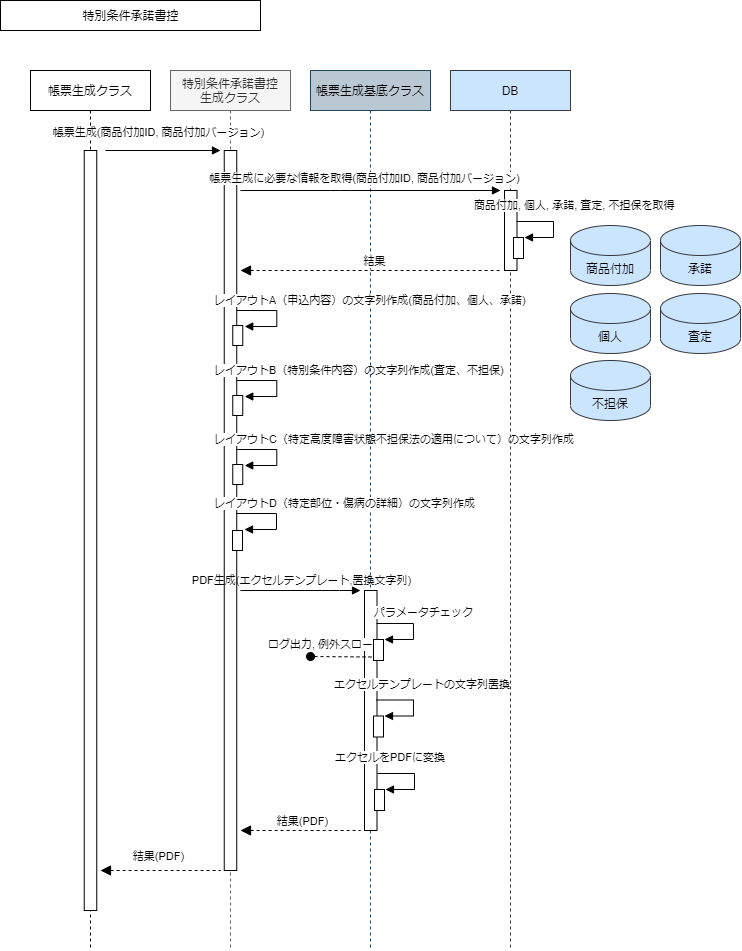 特別条件承諾書控
帳票生成クラス
特別条件承諾書控
生成クラス
帳票生成基底クラス
DB
帳票生成(商品付加ID, 商品付加バージョン)
帳票生成に必要な情報を取得(商品付加ID, 商品付加バージョン)
商品付加, 個人, 承諾, 査定, 不担保を取得
商品付加
承諾
結果
レイアウトA（申込内容）の文字列作成(商品付加、個人、承諾)
個人
査定
レイアウトB（特別条件内容）の文字列作成(査定、不担保)
不担保
レイアウトC（特定高度障害状態不担保法の適用について）の文字列作成
レイアウトD（特定部位・傷病の詳細）の文字列作成
PDF生成(エクセルテンプレート,置換文字列)
パラメータチェック
ログ出力, 例外スロー
エクセルテンプレートの文字列置換
エクセルをPDFに変換
結果(PDF)
結果(PDF)